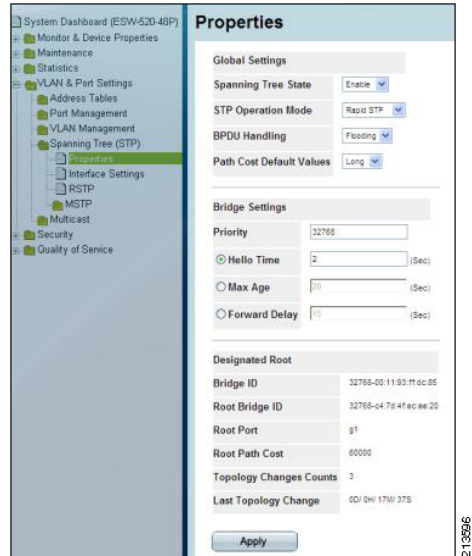 System Dashboard (ESW-520-48P)
Monitor & Device Properties
Maintenance
Statistics
VLAN & Port Settings
Address Tables
Port Management
VLAN Management
Spanning Tree (STP)
Properties
Interface Settings
RSTP
MSTP
Multicast
Security
Quality of Service
Properties
Global Settings
Spanning Tree State Enable
STP Operation Mode Rapid STP
BPDU Handling Flooding
Path Cost Default Values Long
Bridge Settings
Priority 32768
Hello Time 2 (Sec)
Max Age 20 (Sec)
Forward Delay 15 (Sec)
Designated Root
Bridge ID 32768-00:11:93:ff:dc:85
Root Bridge ID 32768-c4:7d:4f:ec:ee:20
Root Port g1
Root Path Cost 60000
Topology Changes Counts 3
Last Topology Change 0D/ 0H/ 17M/ 37S
Apply
213596